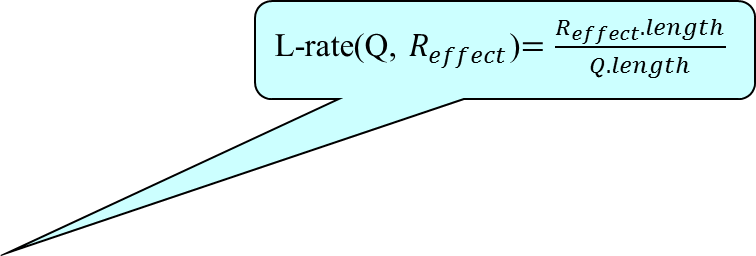 L-rate(Q, R_effect)= R_effect.length / Q.length